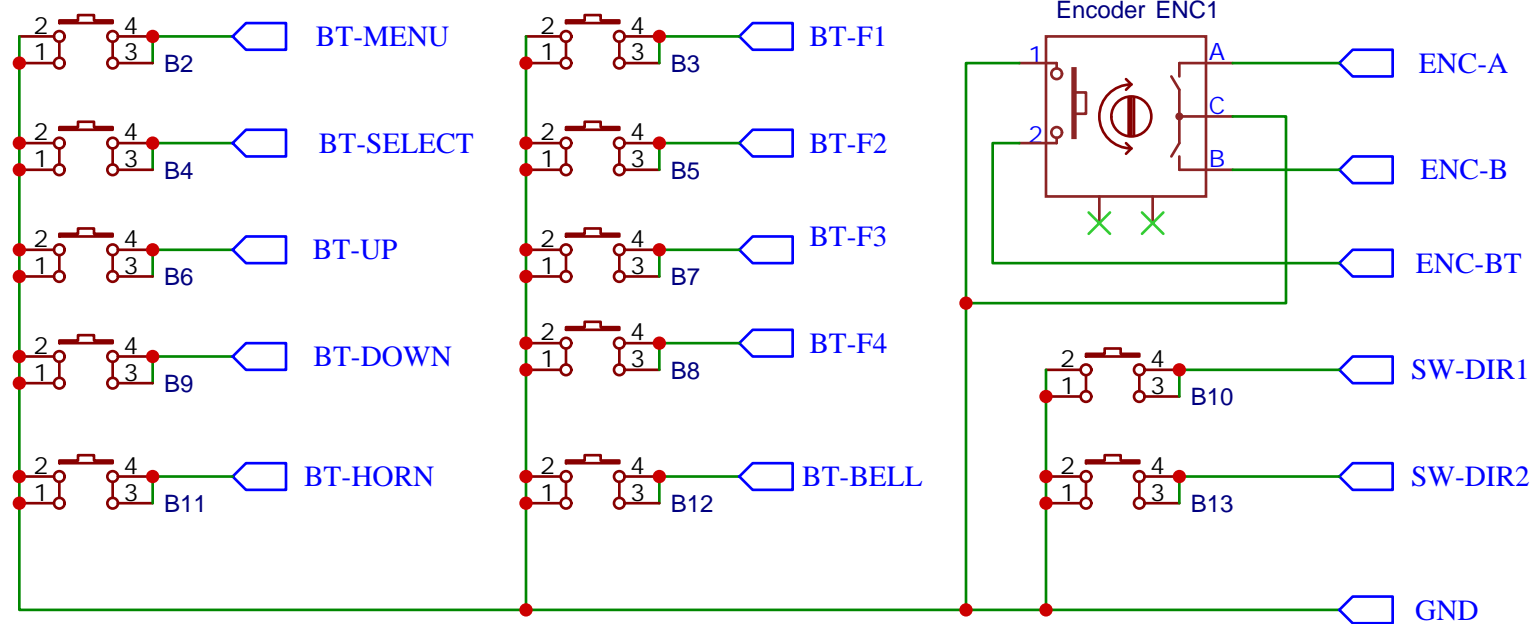 Encoder ENC1
2 4 BT-MENU
1 3 B2
2 4 BT-F1
1 3 B3
1 A ENC-A
C
2 B ENC-B
ENC-BT
2 4 BT-SELECT
1 3 B4
2 4 BT-F2
1 3 B5
2 4 BT-UP
1 3 B6
2 4 BT-F3
1 3 B7
2 4 BT-DOWN
1 3 B9
2 4 BT-F4
1 3 B8
2 4 SW-DIR1
1 3 B10
2 4 BT-HORN
1 3 B11
2 4 BT-BELL
1 3 B12
2 4 SW-DIR2
1 3 B13
GND